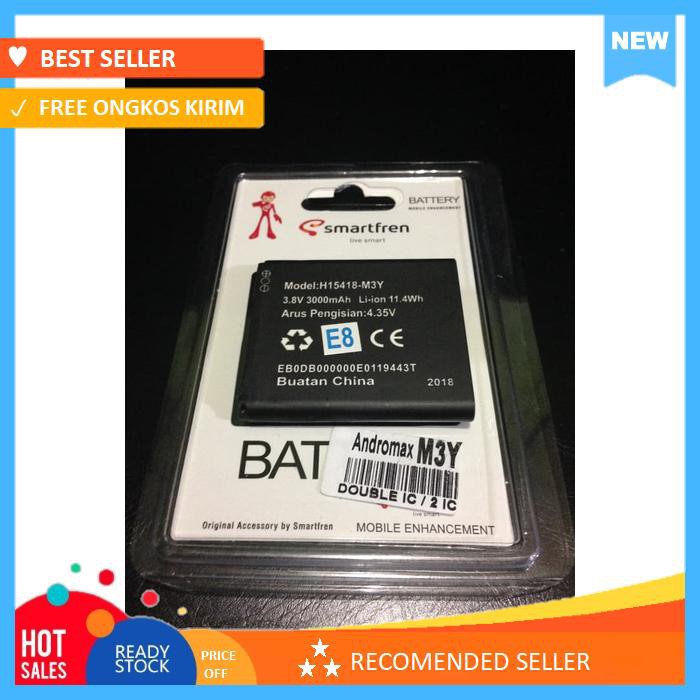 NEW
BEST SELLER
FREE ONGKOS KIRIM
BATTERY
MOBILE ENHANCEMENT
smartfren
live smart
Model:H15418-M3Y
3.8V 3000mAh Li-ion 11.4Wh
Arus Pengisian:4.35V
E8 CE
EB0DB000000E0119443T
Buatan China 2018
Andromax M3Y
DOUBLE IC / 2 IC
BAT
live smart
Original Accessory by Smartfren
MOBILE ENHANCEMENT
HOT
SALES
READY
STOCK
PRICE
OFF
RECOMENDED SELLER